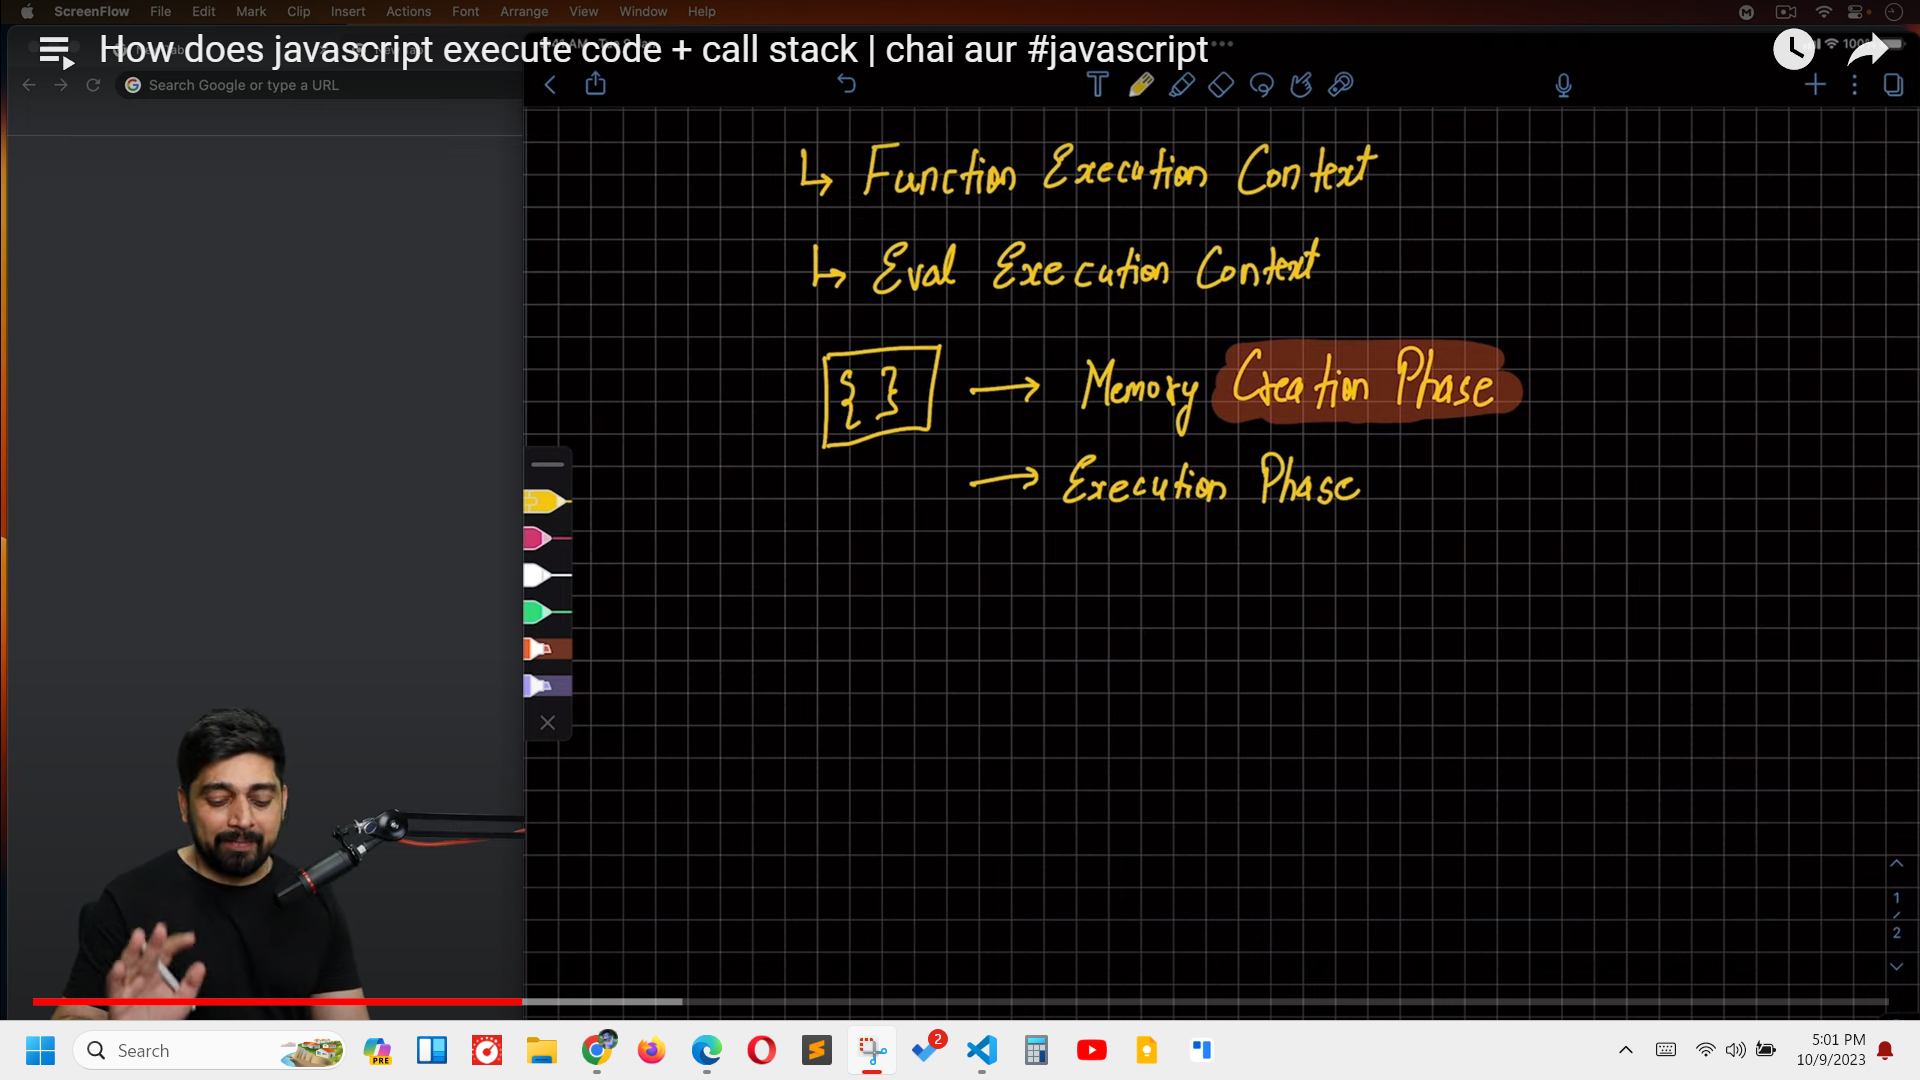 ScreenFlow File Edit Mark Clip Insert Actions Font Arrange View Window Help
How does javascript execute code + call stack | chai aur #javascript
Search Google or type a URL
↳ Function Execution Context
↳ Eval Execution Context
{ } → Memory Creation Phase
→ Execution Phase
1
/
2
Search
PRE
2
5:01 PM
10/9/2023